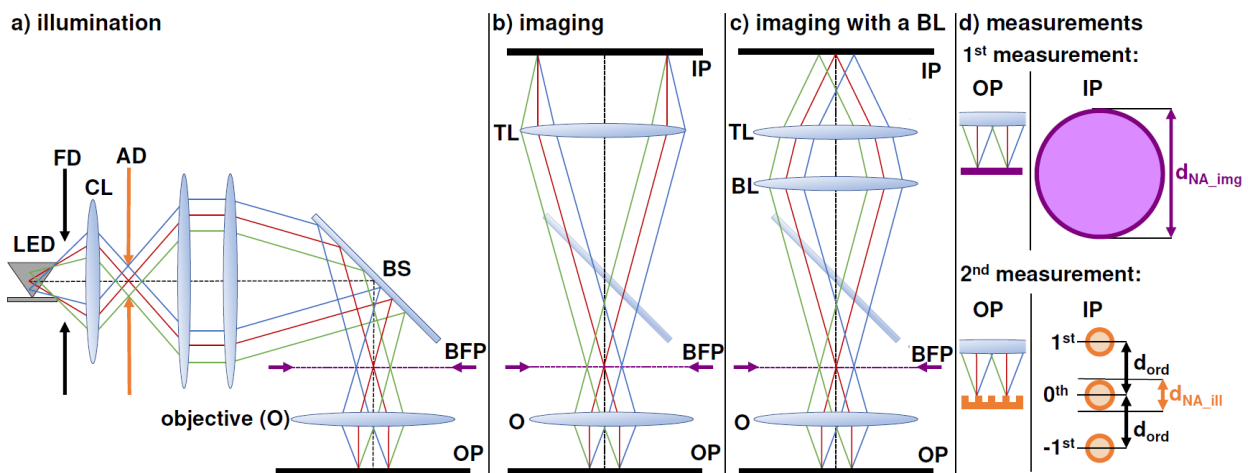 a) illumination
FD
AD
CL
LED
BS
BFP
objective (O)
OP
b) imaging
IP
TL
BFP
O
OP
c) imaging with a BL
IP
TL
BL
BFP
O
OP
d) measurements
1st measurement:
OP
IP
dNA_img
2nd measurement:
OP
IP
1st
dord
0th
dNA_ill
dord
-1st